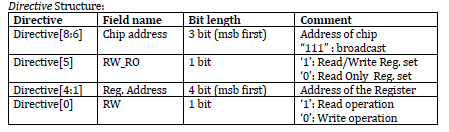 Directive Structure:
Directive Field name Bit length Comment
Directive[8:6] Chip address 3 bit (msb first) Address of chip
"111" : broadcast
Directive[5] RW_RO 1 bit '1': Read/Write Reg. set
'0': Read Only Reg. set
Directive[4:1] Reg. Address 4 bit (msb first) Address of the Register
Directive[0] RW 1 bit '1': Read operation
'0': Write operation